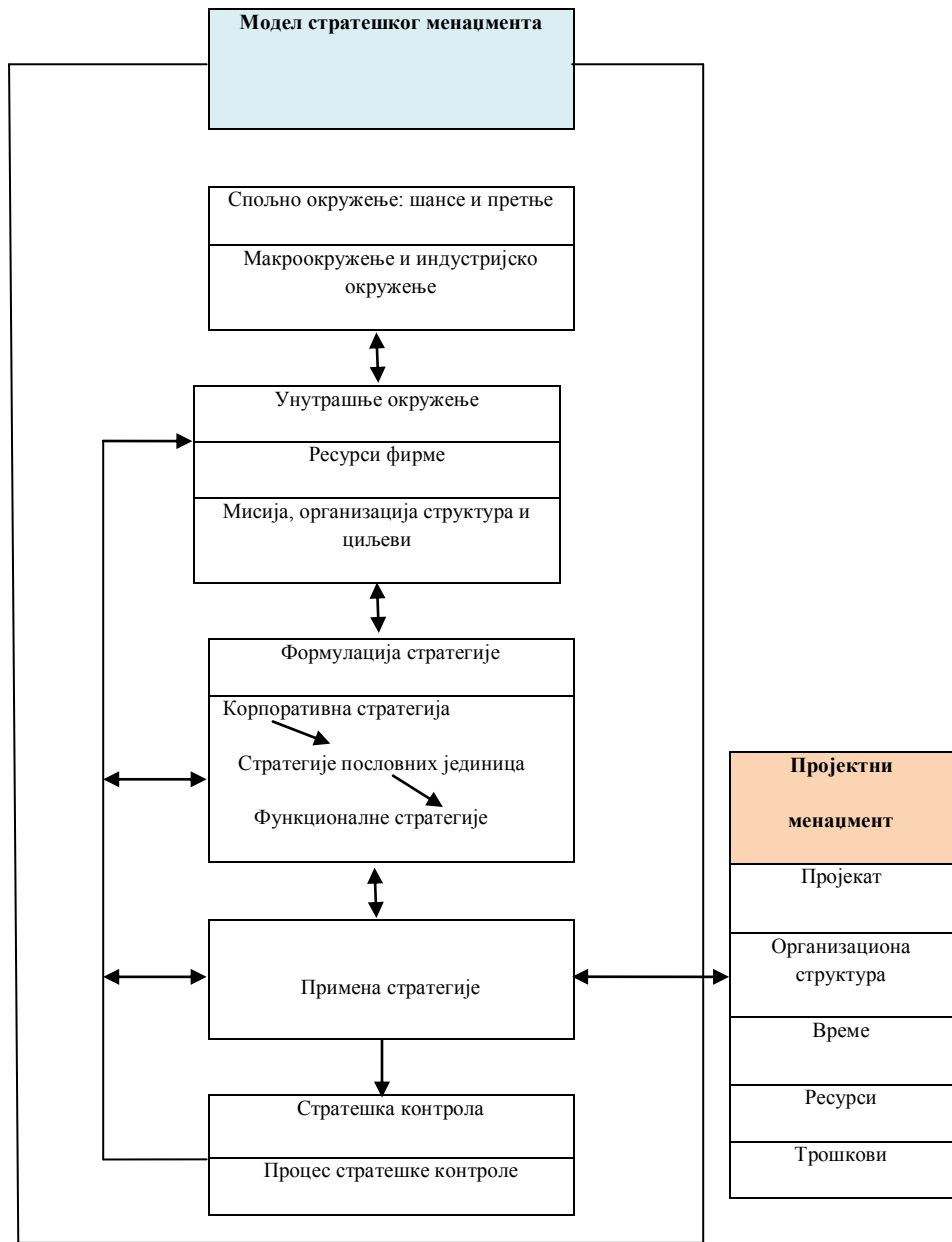 Модел стратешког менаџмента
Спољно окружење: шансе и претње
Макроокружење и индустријско
окружење
Унутрашње окружење
Ресурси фирме
Мисија, организација структура и
циљеви
Формулација стратегије
Корпоративна стратегија
Стратегије пословних јединица
Функционалне стратегије
Примена стратегије
Стратешка контрола
Процес стратешке контроле
Пројектни
менаџмент
Пројекат
Организациона
структура
Време
Ресурси
Трошкови